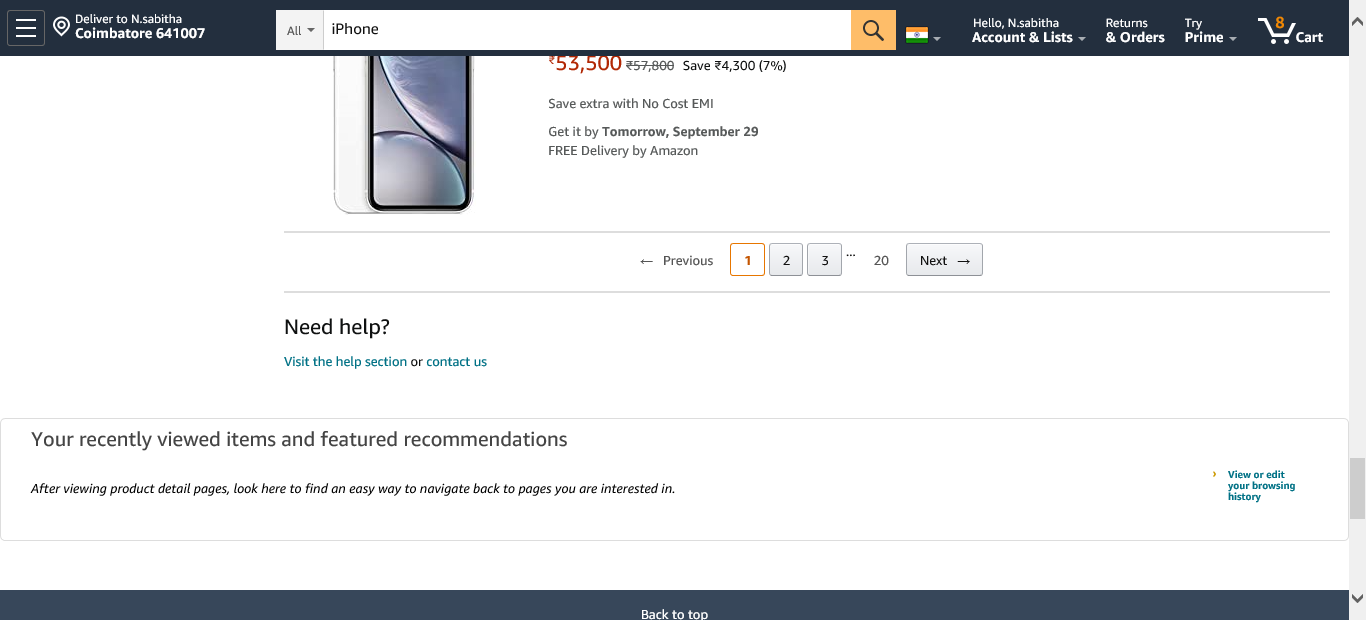 Deliver to N.sabitha
Coimbatore 641007
All
iPhone
Hello, N.sabitha
Account & Lists
Returns
& Orders
Try
Prime
8
Cart
₹53,500 ₹57,800 Save ₹4,300 (7%)
Save extra with No Cost EMI
Get it by Tomorrow, September 29
FREE Delivery by Amazon
← Previous 1 2 3 ... 20 Next →
Need help?
Visit the help section or contact us
Your recently viewed items and featured recommendations
After viewing product detail pages, look here to find an easy way to navigate back to pages you are interested in.
› View or edit
your browsing
history
Back to top